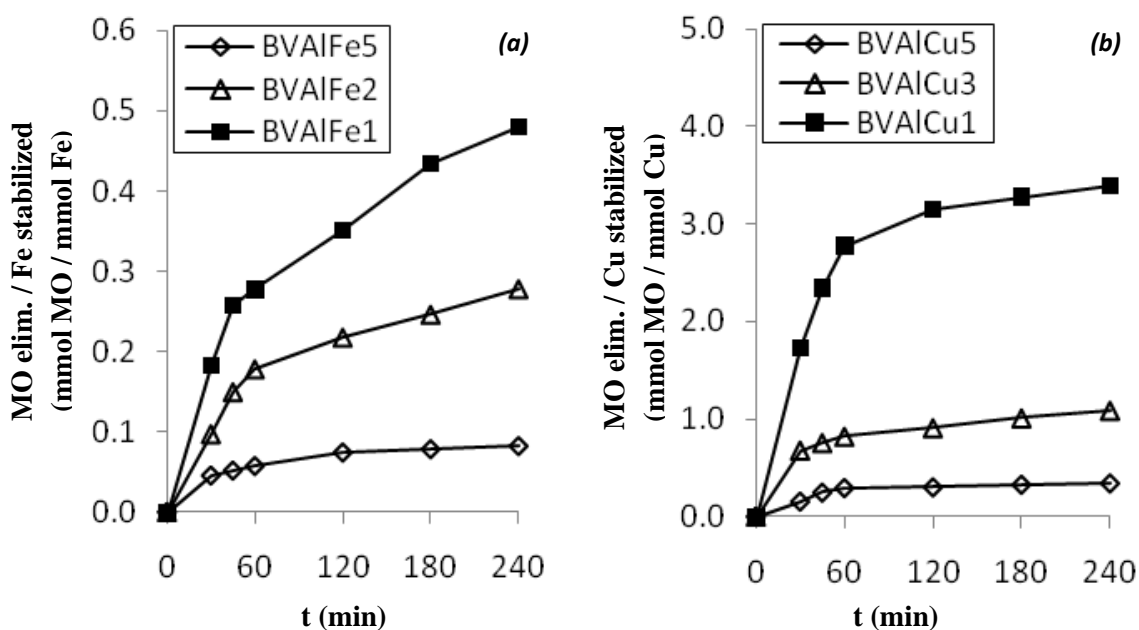 (a)
BVAlFe5
BVAlFe2
BVAlFe1
MO elim. / Fe stabilized
(mmol MO / mmol Fe)
0.6
0.5
0.4
0.3
0.2
0.1
0.0
0 60 120 180 240
t (min)
(b)
BVAlCu5
BVAlCu3
BVAlCu1
MO elim. / Cu stabilized
(mmol MO / mmol Cu)
5.0
4.0
3.0
2.0
1.0
0.0
0 60 120 180 240
t (min)